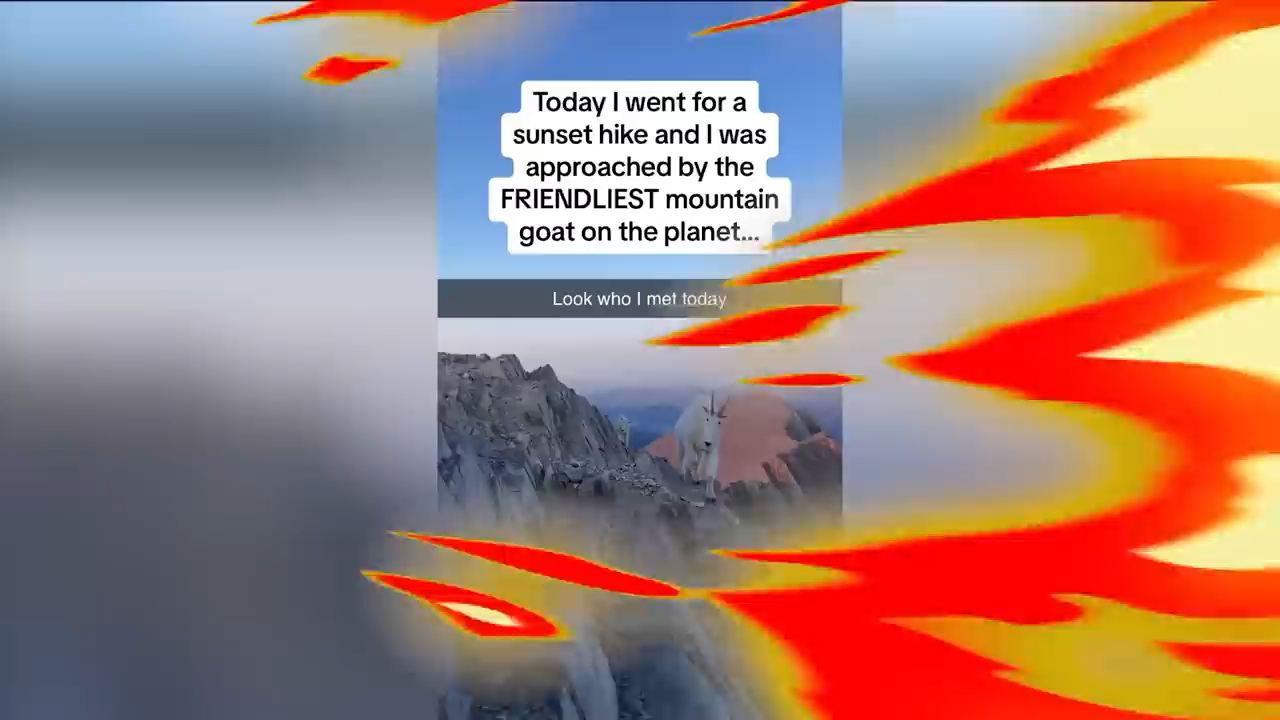 Today I went for a
sunset hike and I was
approached by the
FRIENDLIEST mountain
goat on the planet...
Look who I met today